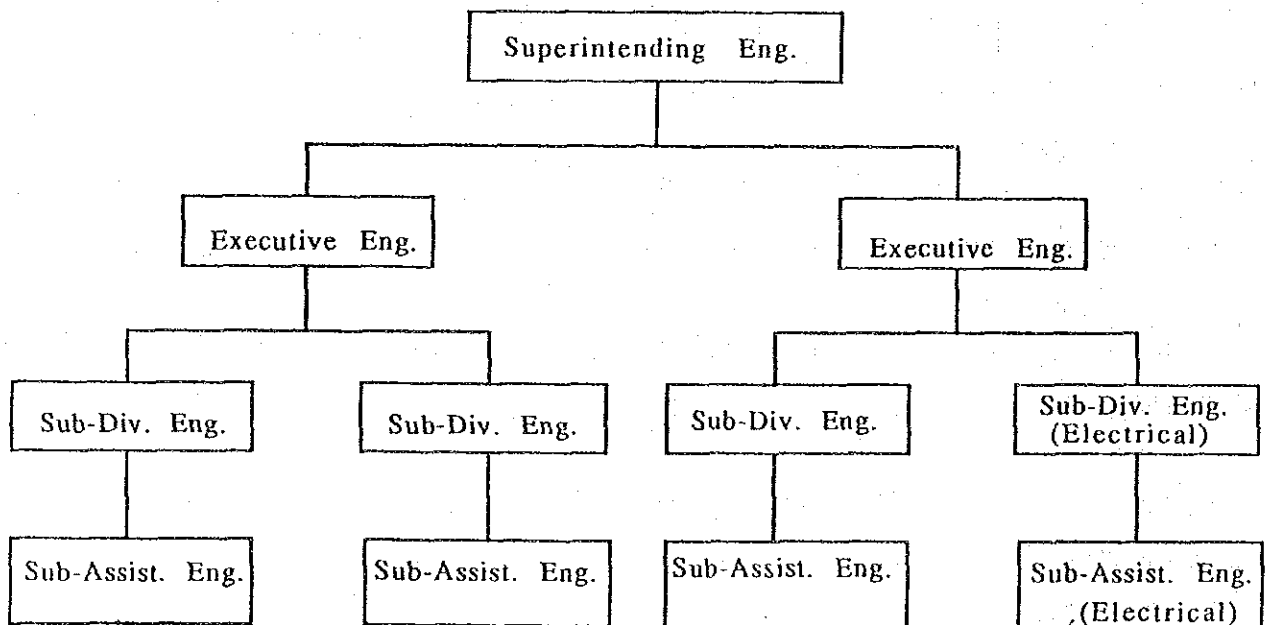 Superintending Eng.
Executive Eng.
Executive Eng.
Sub-Div. Eng.
Sub-Div. Eng.
Sub-Div. Eng.
Sub-Div. Eng.
(Electrical)
Sub-Assist. Eng.
Sub-Assist. Eng.
Sub-Assist. Eng.
Sub-Assist. Eng.
(Electrical)